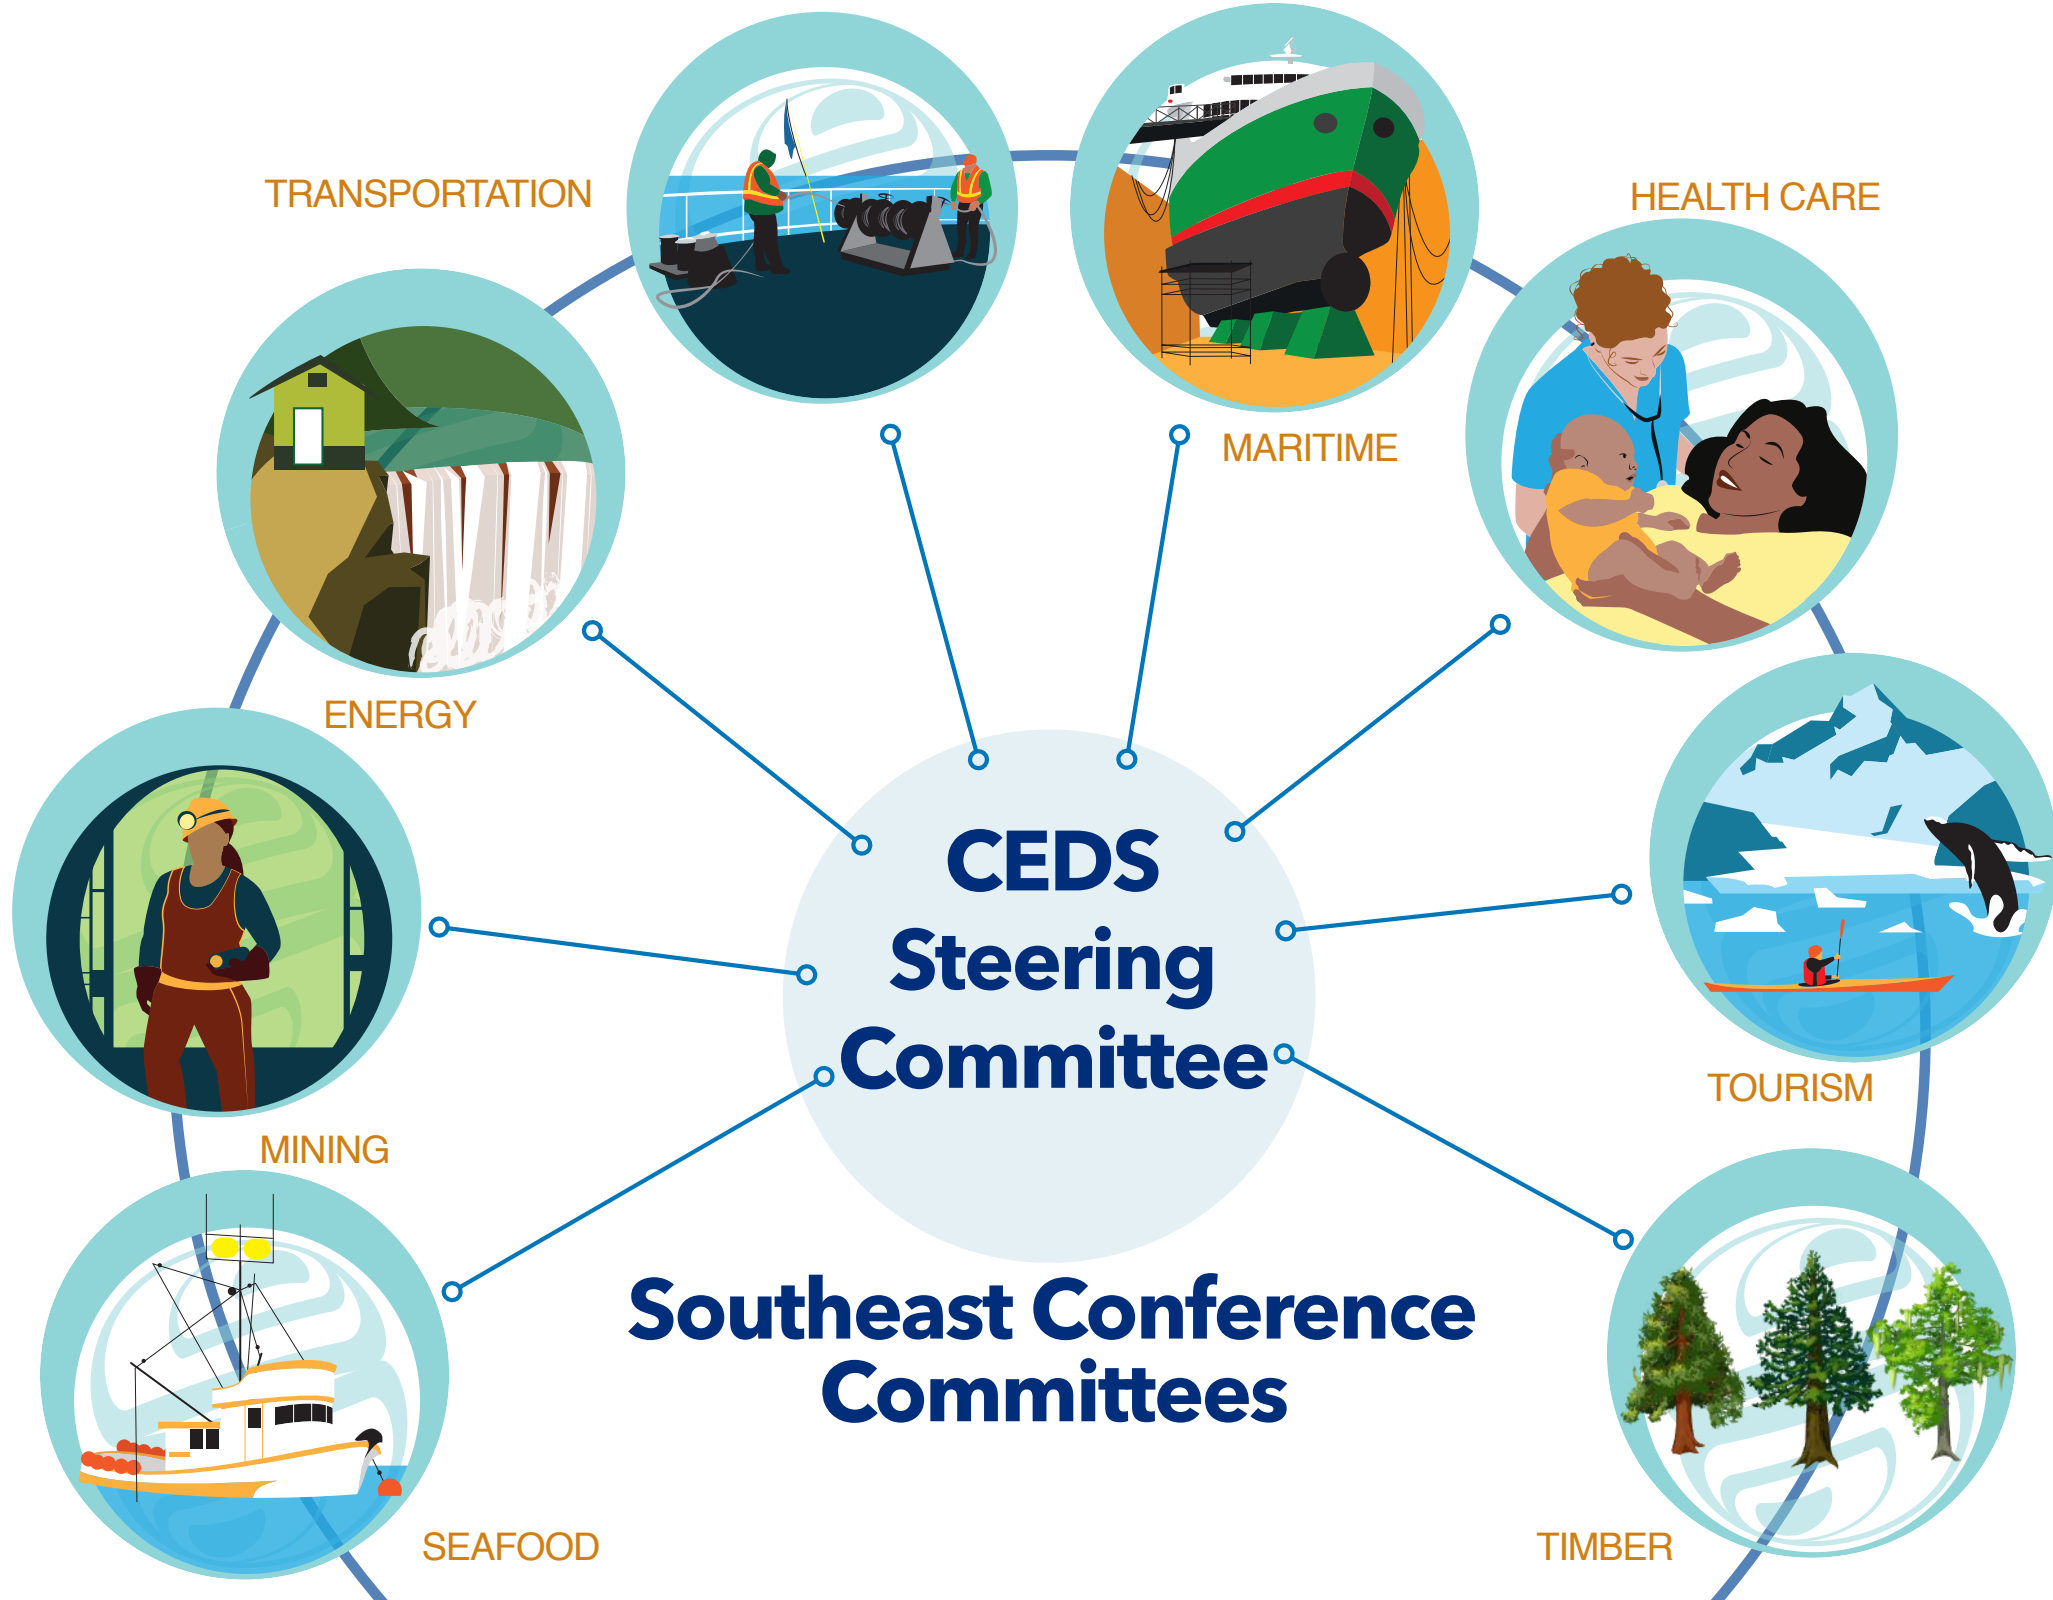 TRANSPORTATION
HEALTH CARE
MARITIME
ENERGY
CEDS
Steering
Committee
TOURISM
MINING
Southeast Conference
Committees
SEAFOOD
TIMBER